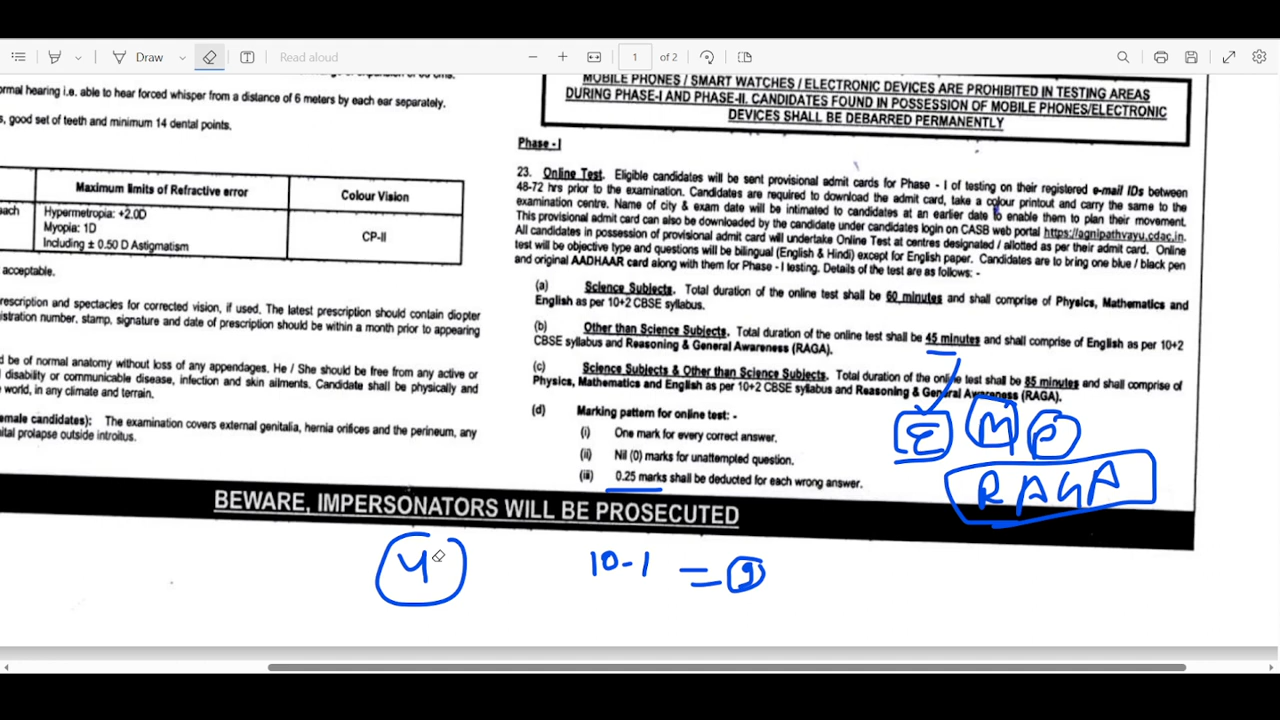 Draw
Read aloud
1 of 2
ormal hearing i.e. able to hear forced whisper from a distance of 6 meters by each ear separately.
s, good set of teeth and minimum 14 dental points.
Maximum limits of Refractive error
Colour Vision
Hypermetropia: +2.0D
Myopia: 1D
Including ± 0.50 D Astigmatism
CP-II
acceptable.
rescription and spectacles for corrected vision, if used. The latest prescription should contain diopter
gistration number, stamp, signature and date of prescription should be within a month prior to appearing
d be of normal anatomy without loss of any appendages. He / She should be free from any active or
l disability or communicable disease, infection and skin ailments. Candidate shall be physically and
e world, in any climate and terrain.
emale candidates): The examination covers external genitalia, hernia orifices and the perineum, any
nital prolapse outside introitus.
MOBILE PHONES / SMART WATCHES / ELECTRONIC DEVICES ARE PROHIBITED IN TESTING AREAS
DURING PHASE-I AND PHASE-II. CANDIDATES FOUND IN POSSESSION OF MOBILE PHONES/ELECTRONIC
DEVICES SHALL BE DEBARRED PERMANENTLY
Phase - I
23. Online Test. Eligible candidates will be sent provisional admit cards for Phase - I of testing on their registered e-mail IDs between
48-72 hrs prior to the examination. Candidates are required to download the admit card, take a colour printout and carry the same to the
examination centre. Name of city & exam date will be intimated to candidates at an earlier date to enable them to plan their movement.
This provisional admit card can also be downloaded by the candidate under candidates login on CASB web portal https://agnipathvayu.cdac.in.
All candidates in possession of provisional admit card will undertake Online Test at centres designated / allotted as per their admit card. Online
test will be objective type and questions will be bilingual (English & Hindi) except for English paper. Candidates are to bring one blue / black pen
and original AADHAAR card along with them for Phase - I testing. Details of the test are as follows: -
(a) Science Subjects. Total duration of the online test shall be 60 minutes and shall comprise of Physics, Mathematics and
English as per 10+2 CBSE syllabus.
(b) Other than Science Subjects. Total duration of the online test shall be 45 minutes and shall comprise of English as per 10+2
CBSE syllabus and Reasoning & General Awareness (RAGA).
(c) Science Subjects & Other than Science Subjects. Total duration of the online test shall be 85 minutes and shall comprise of
Physics, Mathematics and English as per 10+2 CBSE syllabus and Reasoning & General Awareness (RAGA).
(d) Marking pattern for online test: -
(i) One mark for every correct answer.
(ii) Nil (0) marks for unattempted question.
(iii) 0.25 marks shall be deducted for each wrong answer.
E M P
RAGA
BEWARE, IMPERSONATORS WILL BE PROSECUTED
4 10-1 = 9